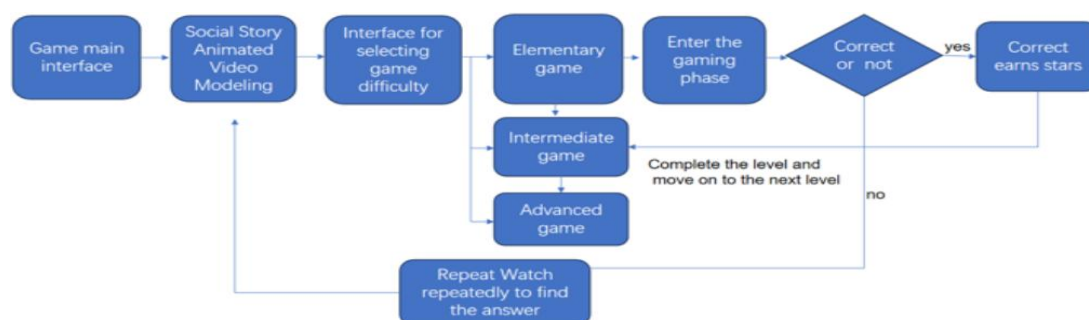 Game main
interface
Social Story
Animated
Video
Modeling
Interface for
selecting
game
difficulty
Elementary
game
Enter the
gaming
phase
Correct
or not
yes
Correct
earns stars
Intermediate
game
Complete the level and
move on to the next level
no
Advanced
game
Repeat Watch
repeatedly to find
the answer